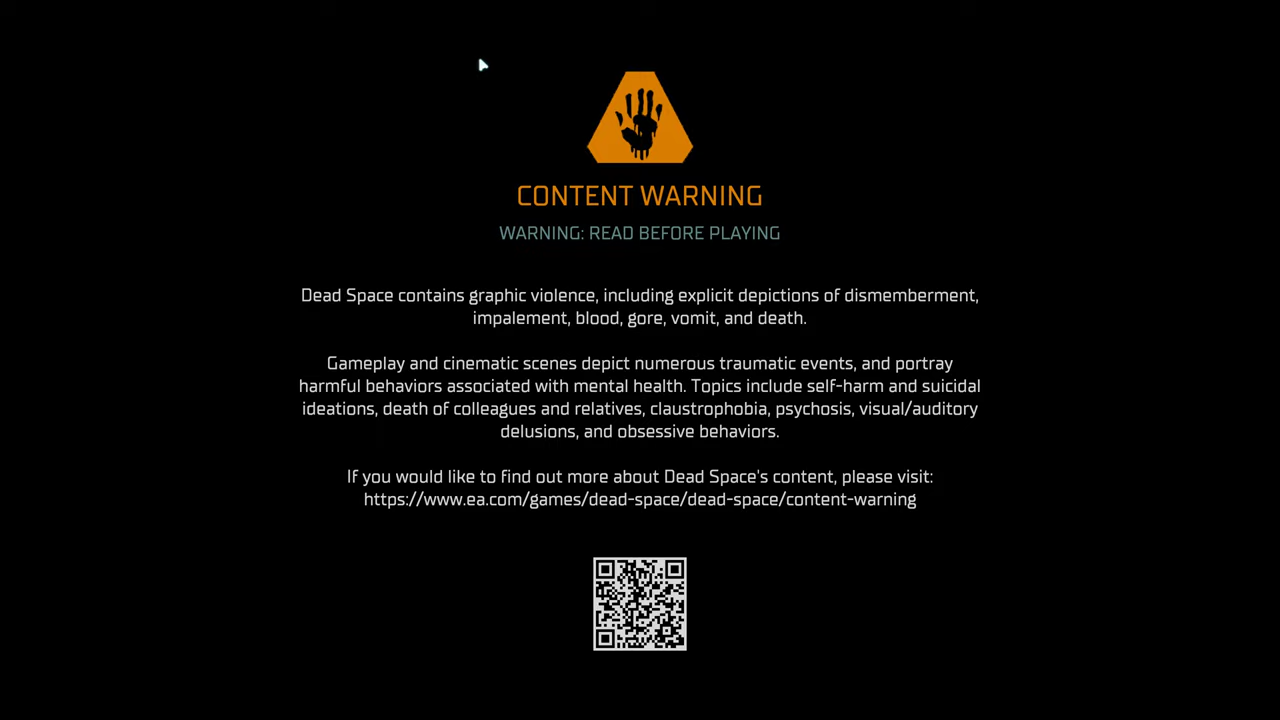 CONTENT WARNING
WARNING: READ BEFORE PLAYING
Dead Space contains graphic violence, including explicit depictions of dismemberment,
impalement, blood, gore, vomit, and death.
Gameplay and cinematic scenes depict numerous traumatic events, and portray
harmful behaviors associated with mental health. Topics include self-harm and suicidal
ideations, death of colleagues and relatives, claustrophobia, psychosis, visual/auditory
delusions, and obsessive behaviors.
If you would like to find out more about Dead Space's content, please visit:
https://www.ea.com/games/dead-space/dead-space/content-warning